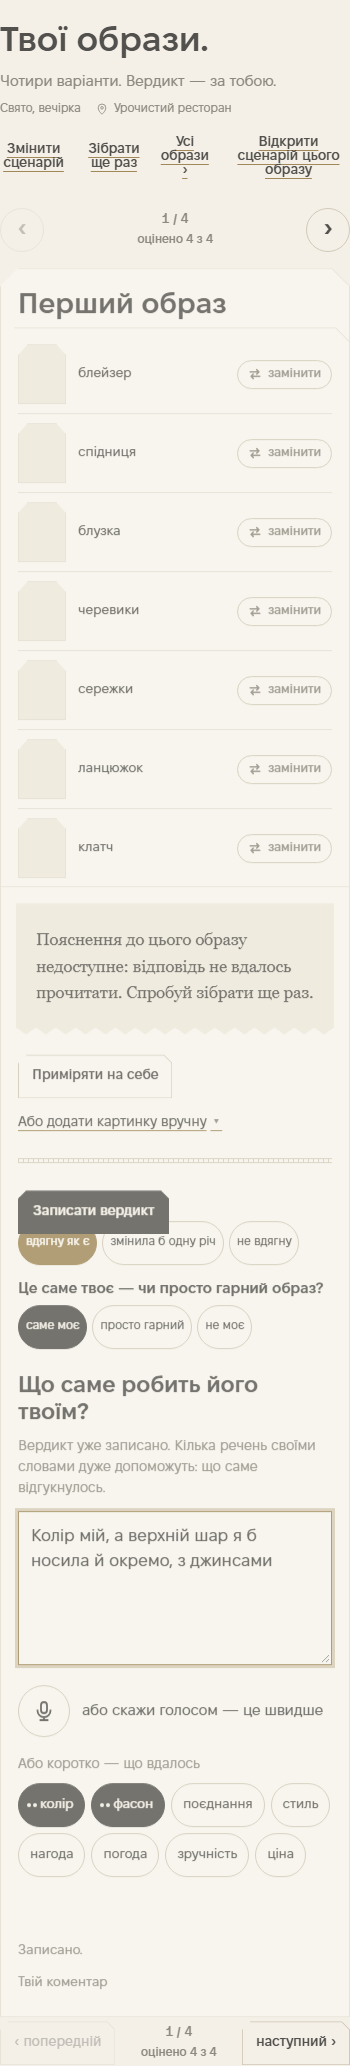 Твої образи.
Чотири варіанти. Вердикт — за тобою.
Свято, вечірка Урочистий ресторан
Змінити сценарій
Зібрати ще раз
Усі образи ›
Відкрити сценарій цього образу
‹
1 / 4
оцінено 4 з 4
›
Перший образ
блейзер замінити
спідниця замінити
блузка замінити
черевики замінити
сережки замінити
ланцюжок замінити
клатч замінити
Пояснення до цього образу
недоступне: відповідь не вдалось
прочитати. Спробуй зібрати ще раз.
Приміряти на себе
Або додати картинку вручну
Записати вердикт
вдягну як є змінила б одну річ не вдягну
Це саме твоє — чи просто гарний образ?
саме моє просто гарний не моє
Що саме робить його
твоїм?
Вердикт уже записано. Кілька речень своїми
словами дуже допоможуть: що саме
відгукнулось.
Колір мій, а верхній шар я б
носила й окремо, з джинсами
або скажи голосом — це швидше
Або коротко — що вдалось
•• колір •• фасон поєднання стиль
нагода погода зручність ціна
Записано.
Твій коментар
‹ попередній
1 / 4
оцінено 4 з 4
наступний ›